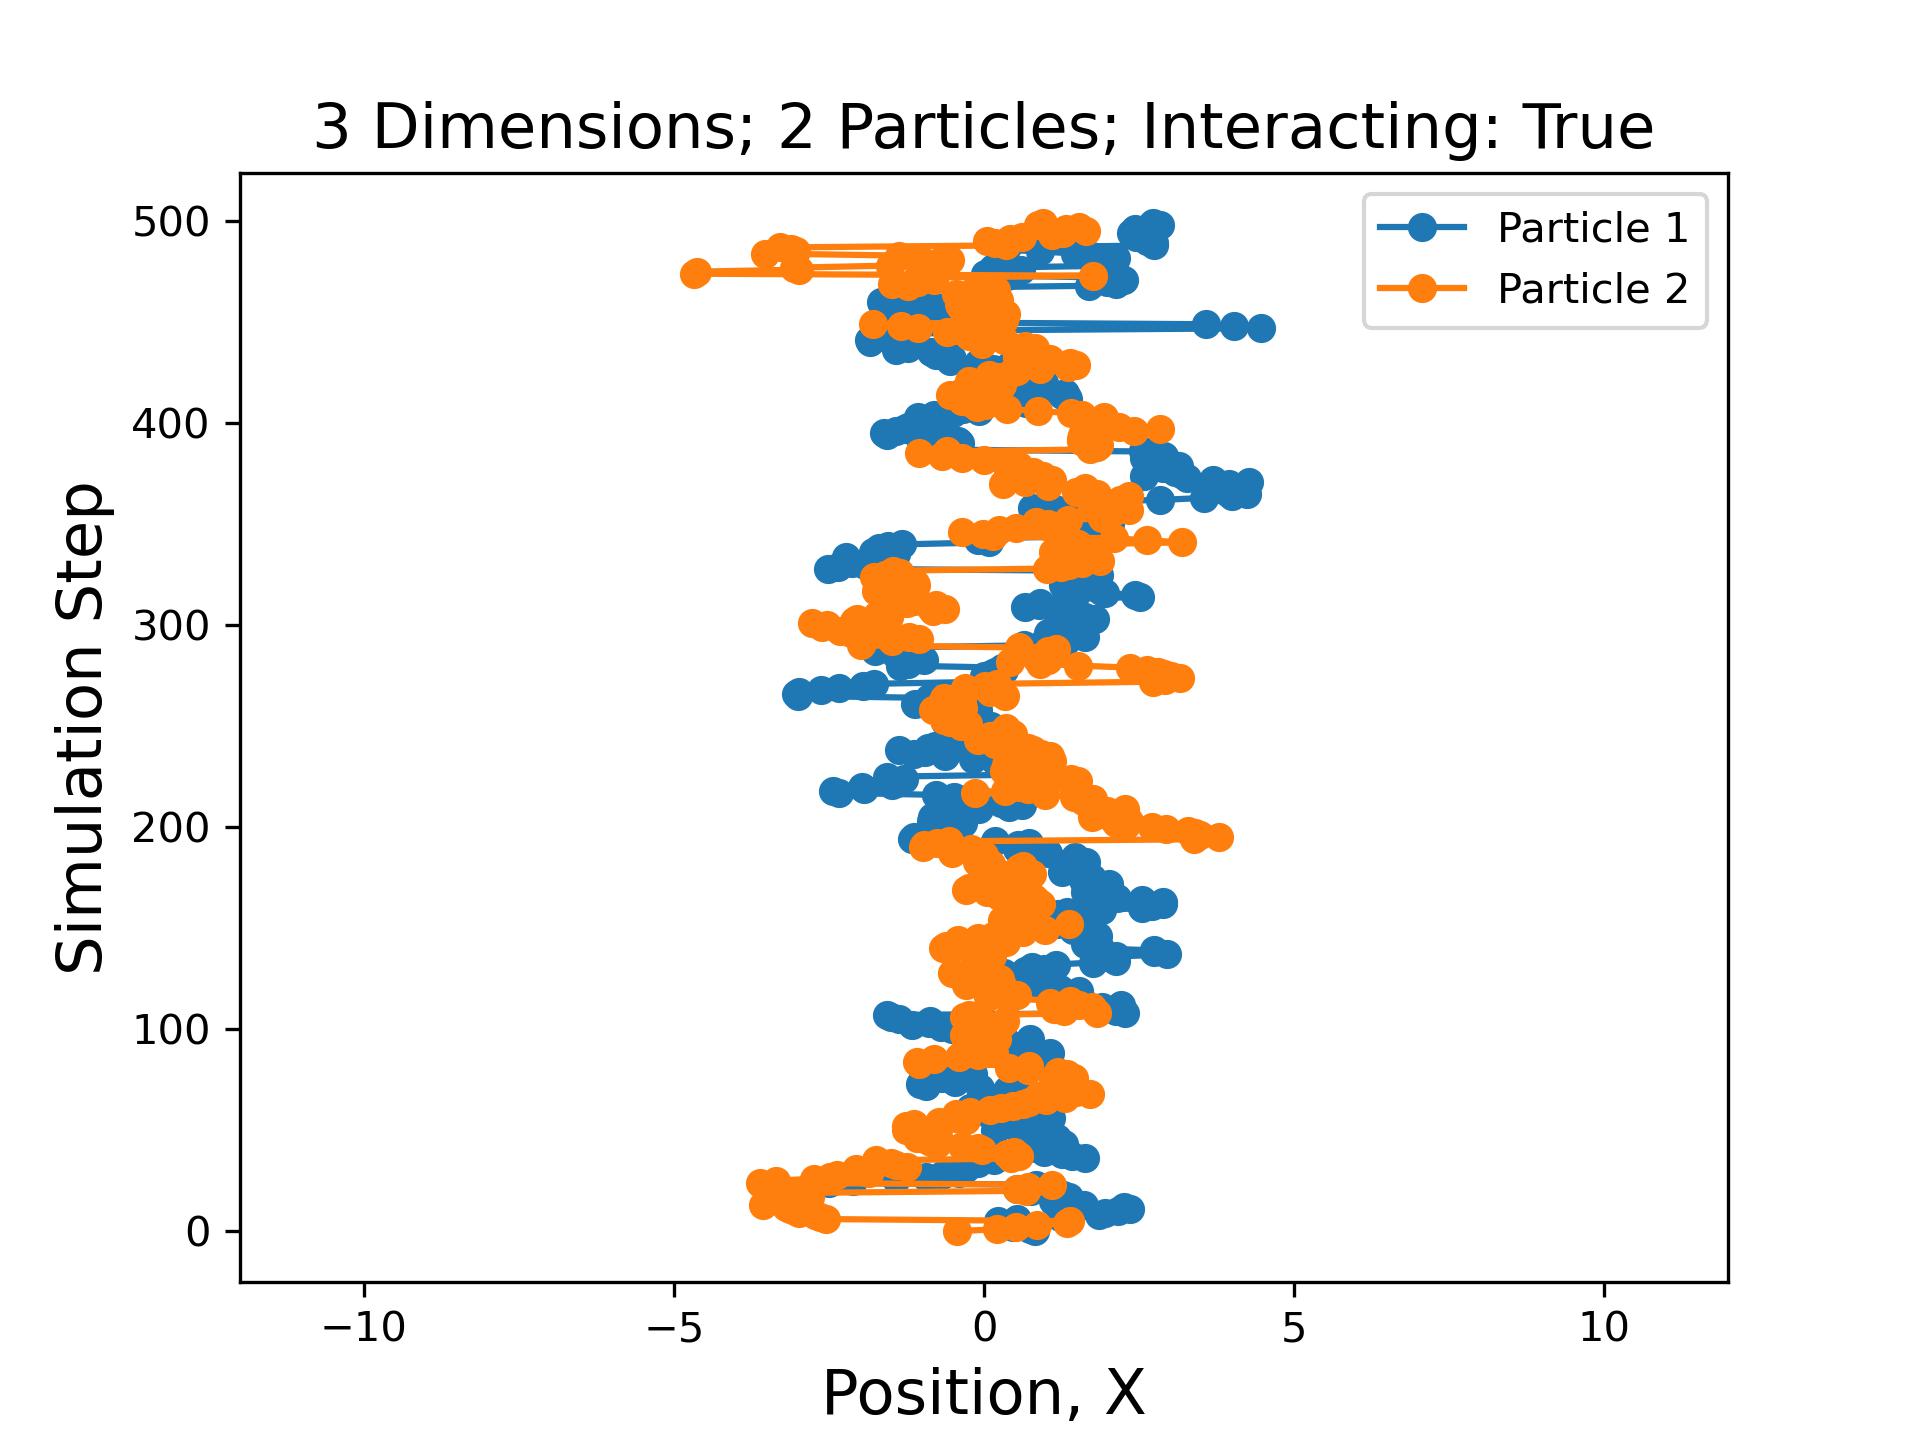 3 Dimensions; 2 Particles; Interacting: True
Particle 1
Particle 2
Simulation Step
500
400
300
200
100
0
−10
−5
0
5
10
Position, X